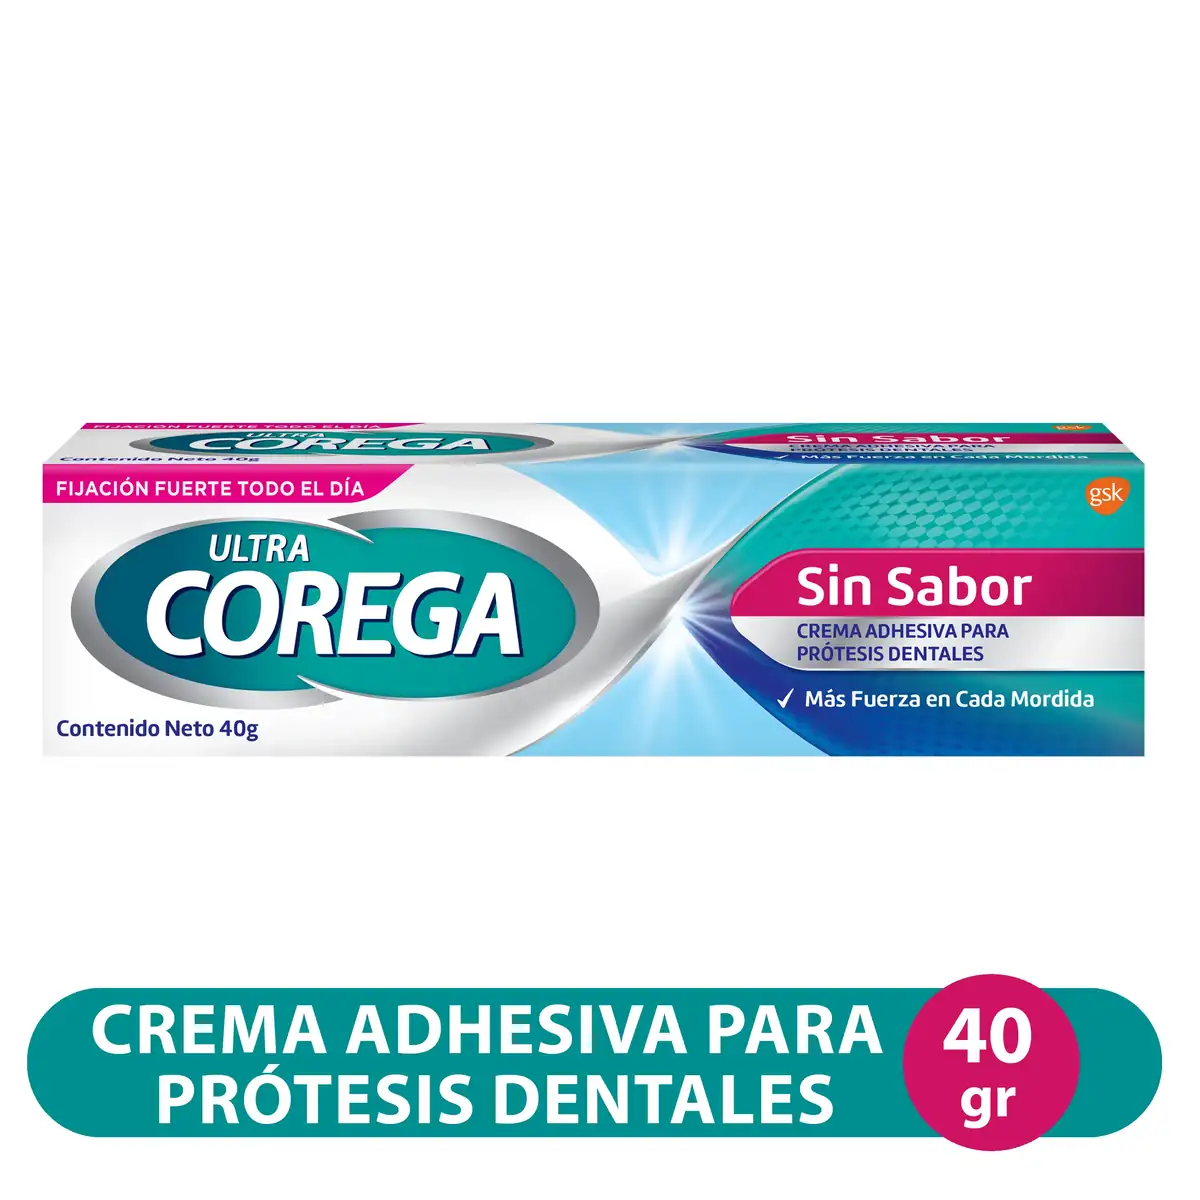 FIJACIÓN FUERTE TODO EL DÍA
ULTRA
COREGA
Contenido Neto 40g
gsk
Sin Sabor
CREMA ADHESIVA PARA
PRÓTESIS DENTALES
✓ Más Fuerza en Cada Mordida
FIJACIÓN FUERTE TODO EL DÍA
ULTRA
COREGA
Contenido Neto 40g
gsk
Sin Sabor
CREMA ADHESIVA PARA
PRÓTESIS DENTALES
✓ Más Fuerza en Cada Mordida
CREMA ADHESIVA PARA
PRÓTESIS DENTALES
40
gr